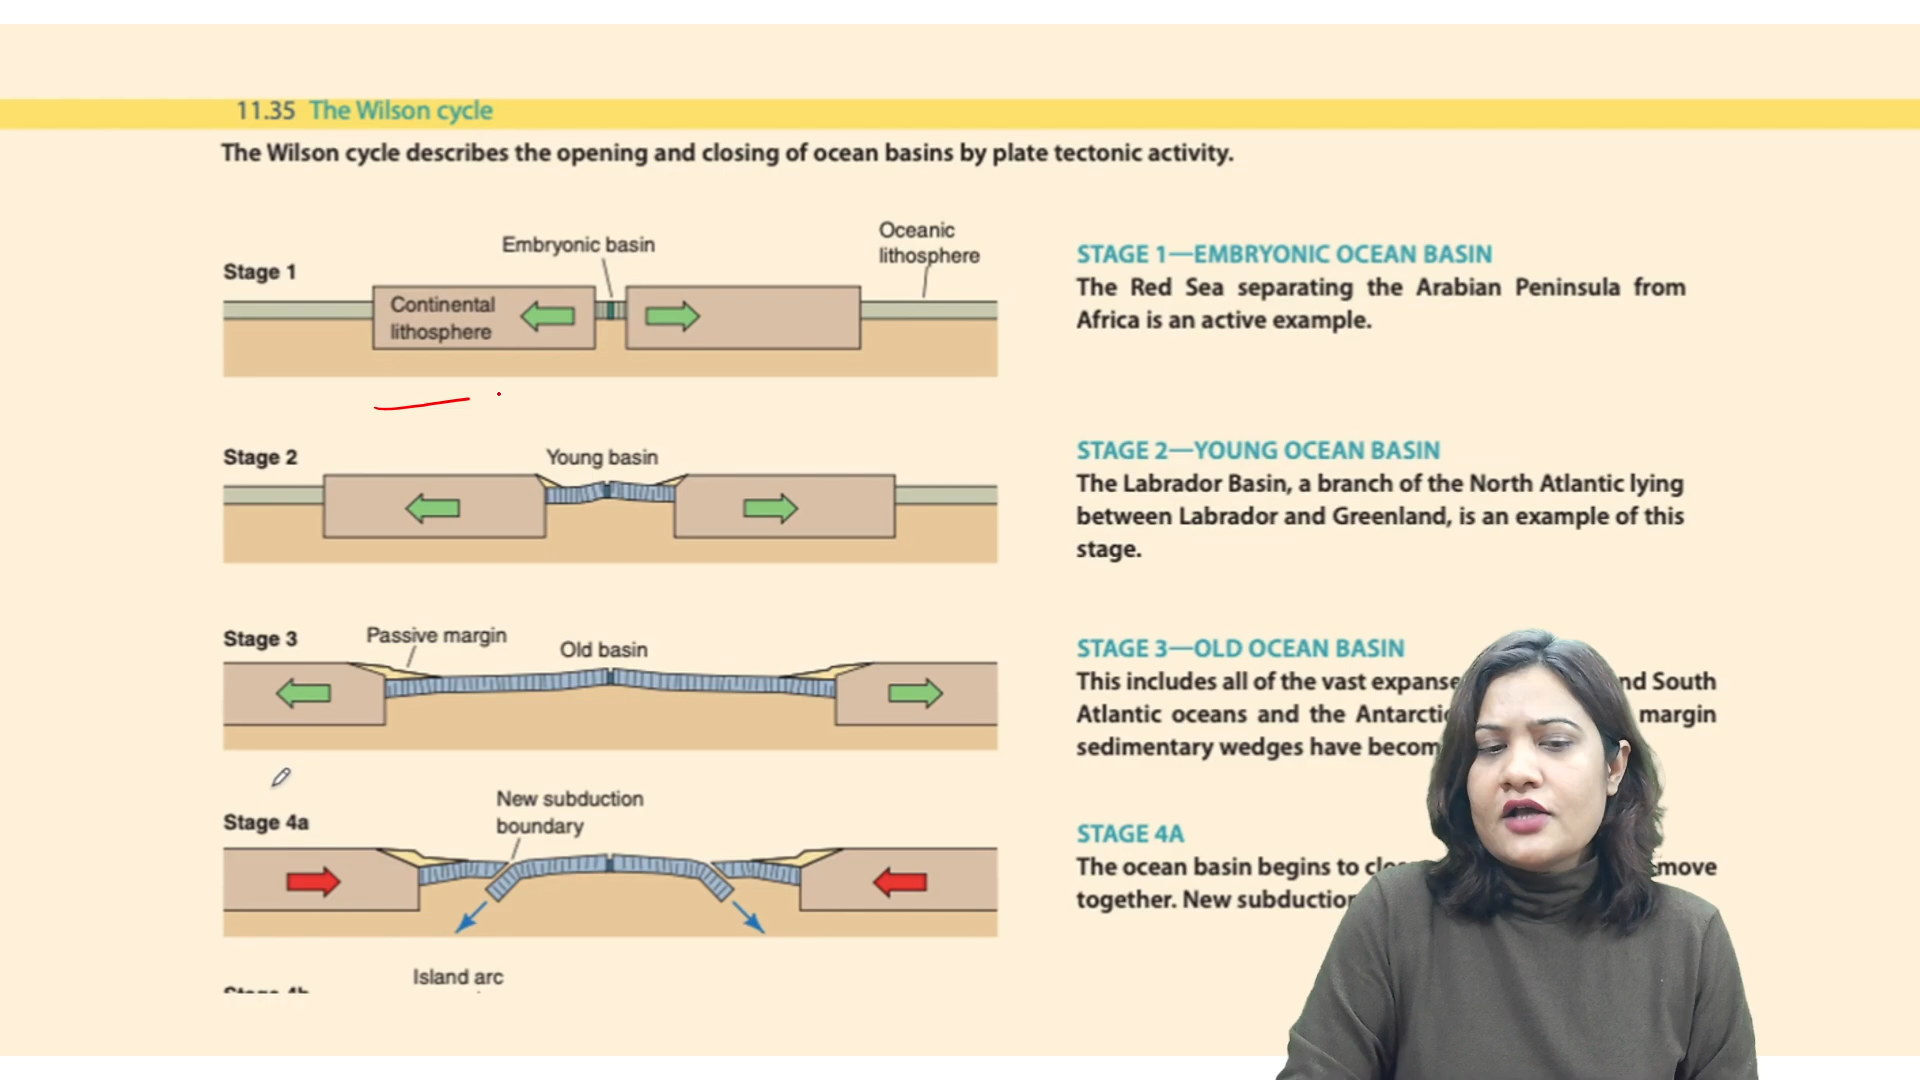 11.35 The Wilson cycle
The Wilson cycle describes the opening and closing of ocean basins by plate tectonic activity.
Stage 1
Embryonic basin
Oceanic
lithosphere
Continental
lithosphere
STAGE 1—EMBRYONIC OCEAN BASIN
The Red Sea separating the Arabian Peninsula from
Africa is an active example.
Stage 2
Young basin
STAGE 2—YOUNG OCEAN BASIN
The Labrador Basin, a branch of the North Atlantic lying
between Labrador and Greenland, is an example of this
stage.
Stage 3
Passive margin
Old basin
STAGE 3—OLD OCEAN BASIN
This includes all of the vast expanse nd South
Atlantic oceans and the Antarctic margin
sedimentary wedges have becom
Stage 4a
New subduction
boundary
STAGE 4A
The ocean basin begins to clo move
together. New subduction
Island arc
Stage 4b